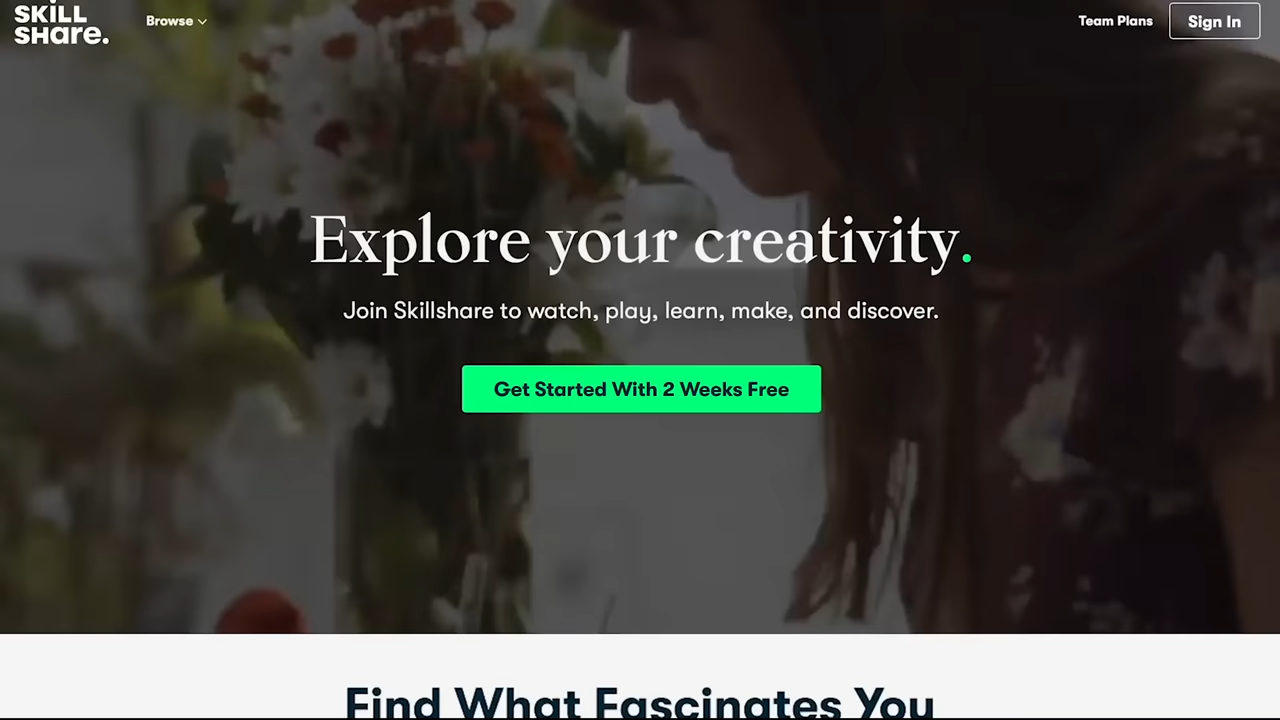 SKiLL
SHare.
Browse
Team Plans
Sign In
Explore your creativity.
Join Skillshare to watch, play, learn, make, and discover.
Get Started With 2 Weeks Free
Find What Fascinates You